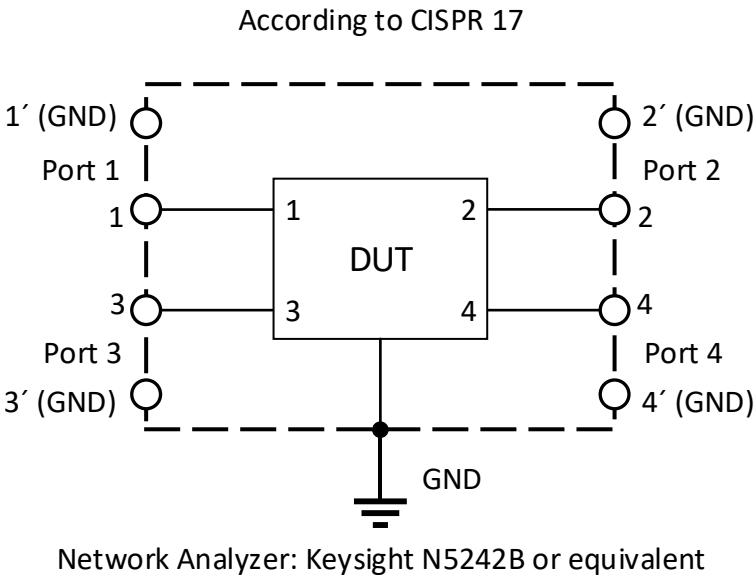 According to CISPR 17
1´ (GND)
2´ (GND)
Port 1
Port 2
1
1
2
2
DUT
3
3
4
4
Port 3
Port 4
3´ (GND)
4´ (GND)
GND
Network Analyzer: Keysight N5242B or equivalent